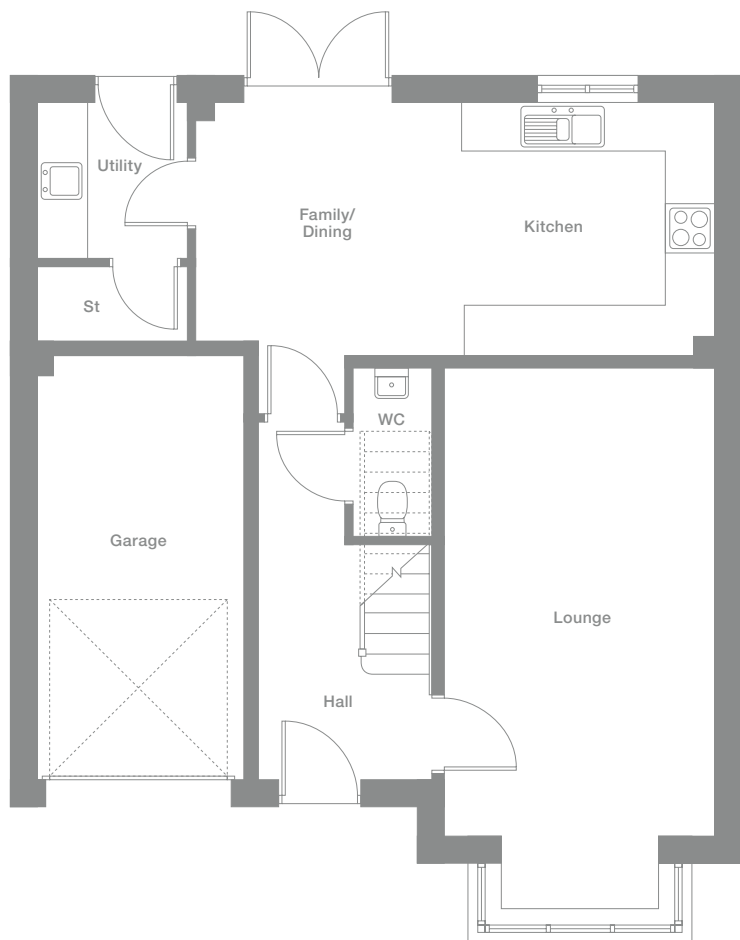 Utility
Family/
Dining
Kitchen
St
WC
Garage
Lounge
Hall